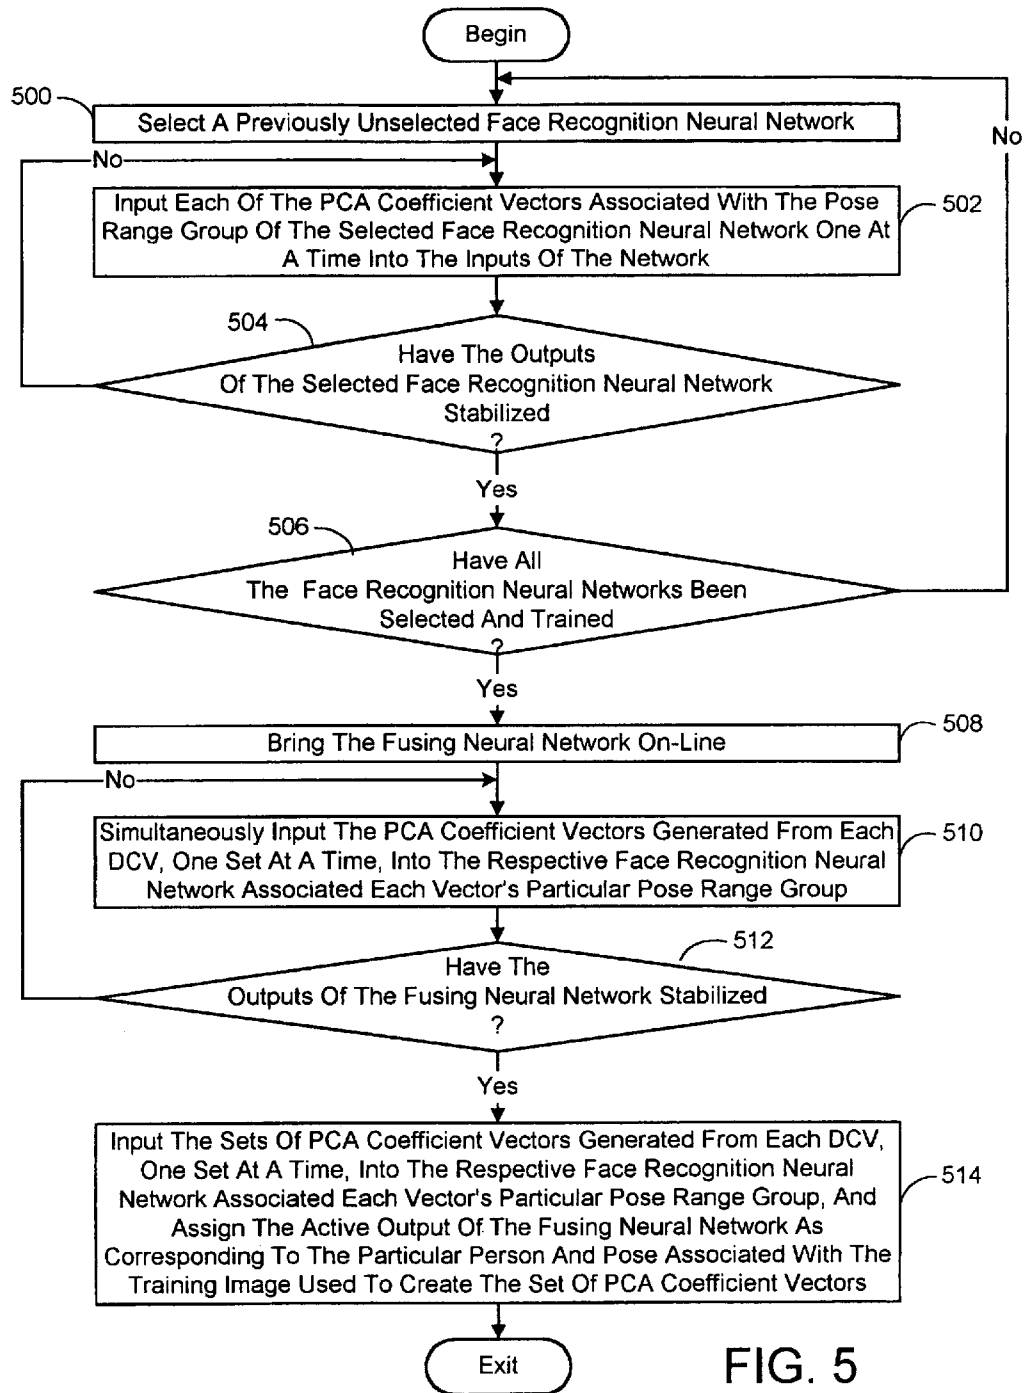 Begin
500
Select A Previously Unselected Face Recognition Neural Network
No
No
Input Each Of The PCA Coefficient Vectors Associated With The Pose
Range Group Of The Selected Face Recognition Neural Network One At
A Time Into The Inputs Of The Network
502
504
Have The Outputs
Of The Selected Face Recognition Neural Network
Stabilized
?
Yes
506
Have All
The Face Recognition Neural Networks Been
Selected And Trained
?
Yes
Bring The Fusing Neural Network On-Line
508
No
Simultaneously Input The PCA Coefficient Vectors Generated From Each
DCV, One Set At A Time, Into The Respective Face Recognition Neural
Network Associated Each Vector's Particular Pose Range Group
510
512
Have The
Outputs Of The Fusing Neural Network Stabilized
?
Yes
Input The Sets Of PCA Coefficient Vectors Generated From Each DCV,
One Set At A Time, Into The Respective Face Recognition Neural
Network Associated Each Vector's Particular Pose Range Group, And
Assign The Active Output Of The Fusing Neural Network As
Corresponding To The Particular Person And Pose Associated With The
Training Image Used To Create The Set Of PCA Coefficient Vectors
514
Exit
FIG. 5